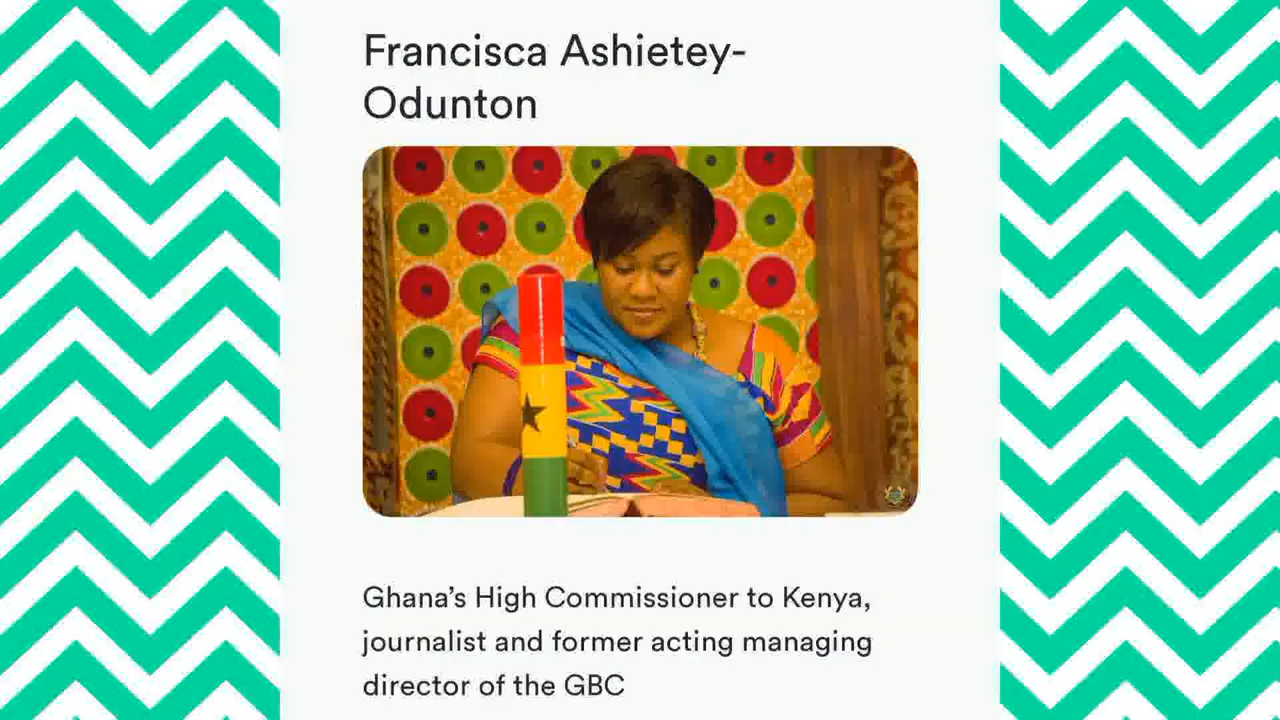 Francisca Ashietey-
Odunton
Ghana’s High Commissioner to Kenya,
journalist and former acting managing
director of the GBC